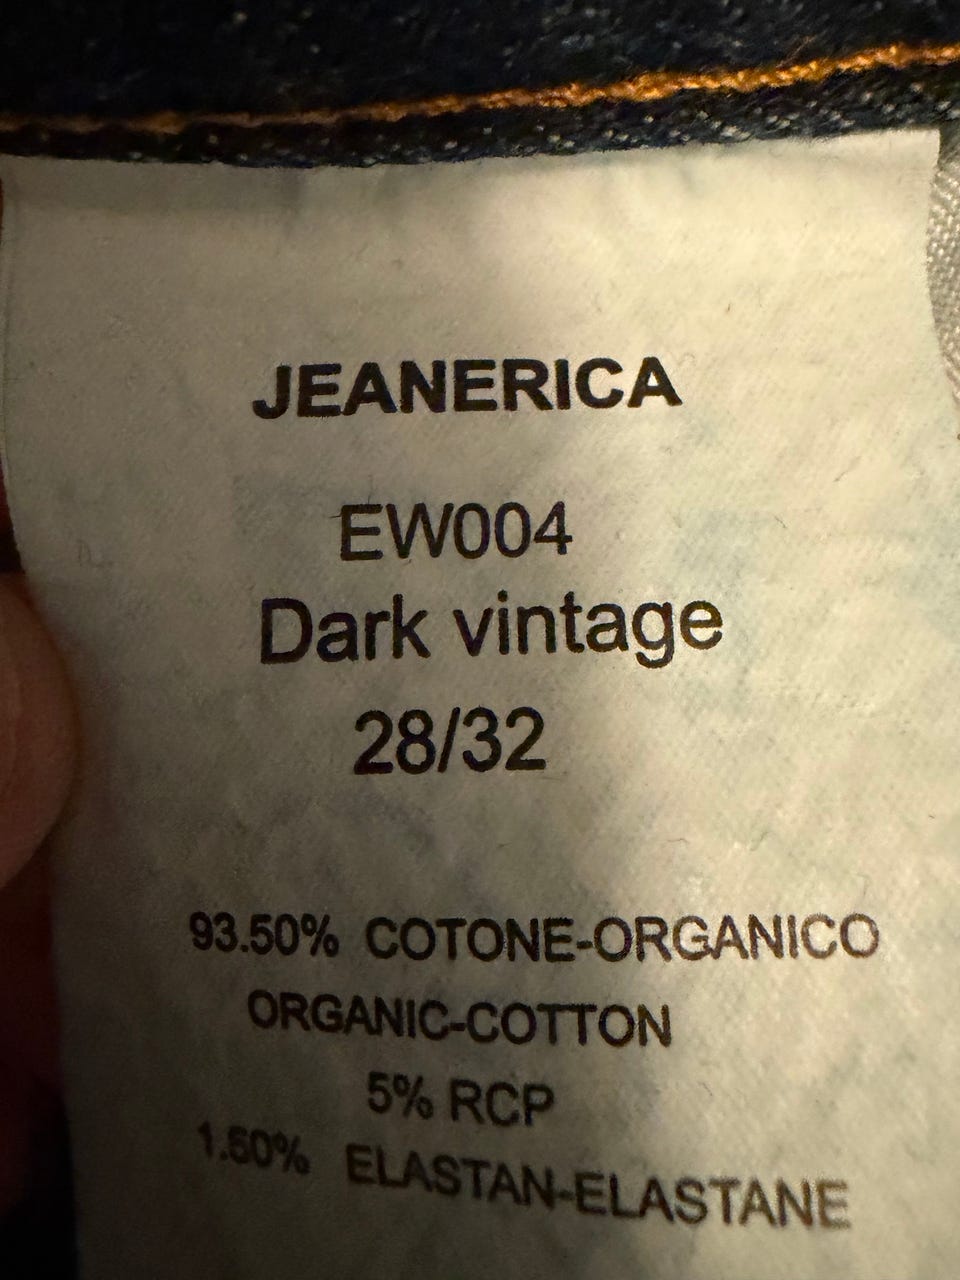 JEANERICA
EW004
Dark vintage
28/32
93.50% COTONE-ORGANICO
ORGANIC-COTTON
5% RCP
1.50% ELASTAN-ELASTANE